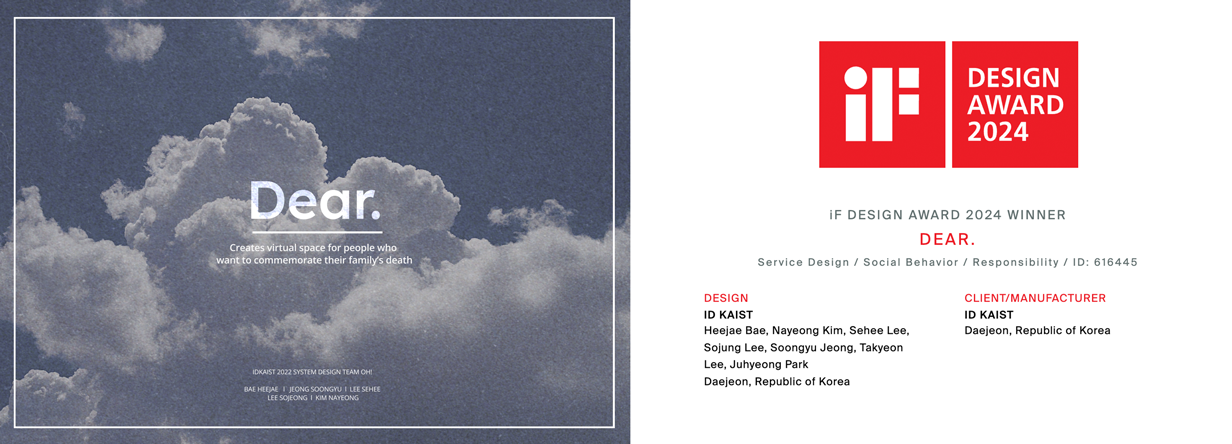 Dear.
Creates virtual space for people who
want to commemorate their family's death
IDKAIST 2022 SYSTEM DESIGN TEAM OH!
BAE HEEJAE I JEONG SOONGYU I LEE SEHEE
LEE SOJEONG I KIM NAYEONG
iF
DESIGN
AWARD
2024
iF DESIGN AWARD 2024 WINNER
DEAR.
Service Design / Social Behavior / Responsibility / ID: 616445
DESIGN
ID KAIST
Heejae Bae, Nayeong Kim, Sehee Lee,
Sojung Lee, Soongyu Jeong, Takyeon
Lee, Juhyeong Park
Daejeon, Republic of Korea
CLIENT/MANUFACTURER
ID KAIST
Daejeon, Republic of Korea